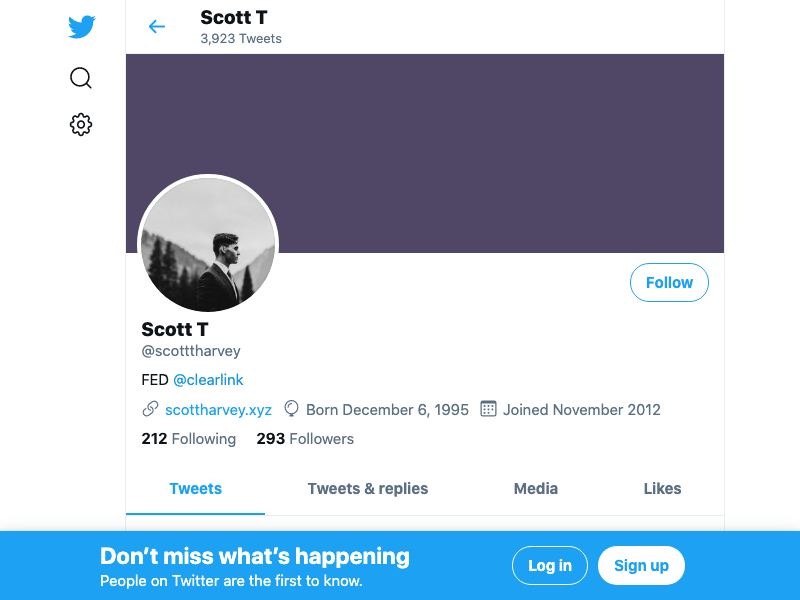 Scott T
3,923 Tweets
Follow
Scott T
@scotttharvey
FED @clearlink
scottharvey.xyz Born December 6, 1995 Joined November 2012
212 Following 293 Followers
Tweets Tweets & replies Media Likes
Don’t miss what’s happening
People on Twitter are the first to know.
Log in Sign up